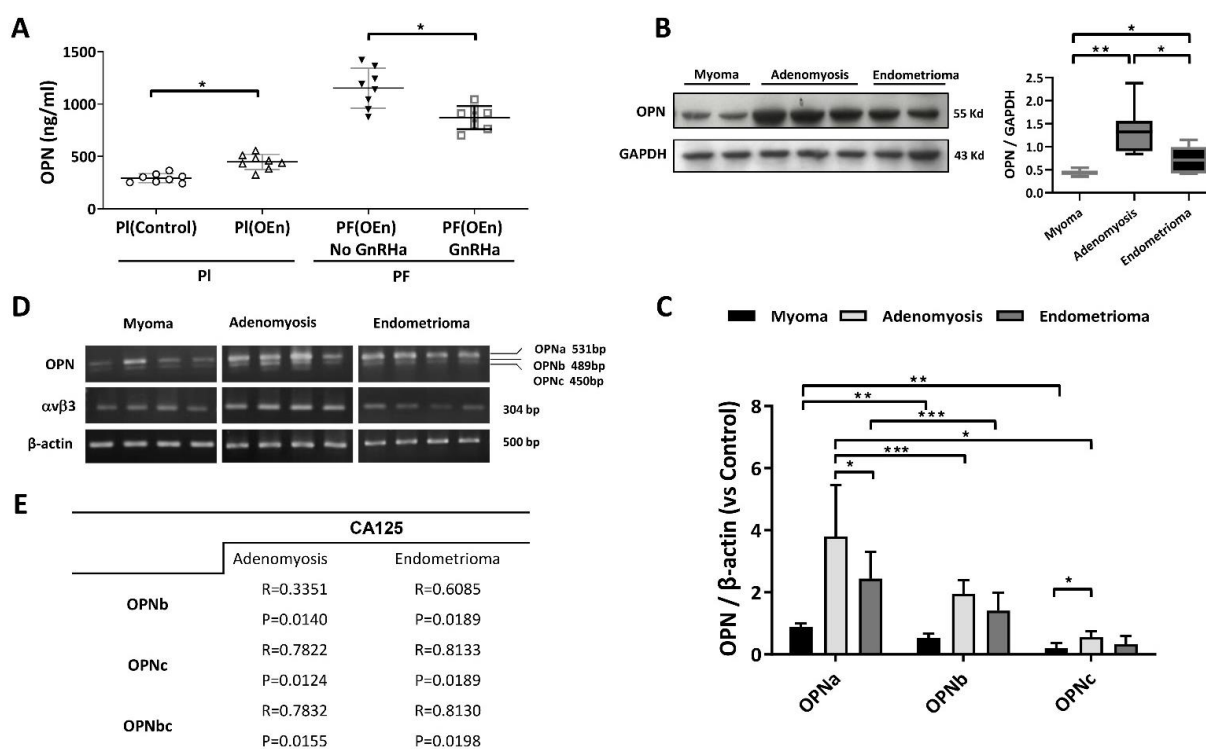 A
OPN (ng/ml)
1500
1000
500
0
*
*
Pl(Control)
Pl(OEn)
PF(OEn)
No GnRHa
PF(OEn)
GnRHa
Pl
PF
B
Myoma
Adenomyosis
Endometrioma
OPN
55 Kd
GAPDH
43 Kd
*
**
*
OPN / GAPDH
2.5
2.0
1.5
1.0
0.5
0.0
Myoma
Adenomyosis
Endometrioma
D
Myoma
Adenomyosis
Endometrioma
OPN
OPNa 531bp
OPNb 489bp
OPNc 450bp
αvβ3
304 bp
β-actin
500 bp
C
Myoma
Adenomyosis
Endometrioma
OPN / β-actin (vs Control)
8
6
4
2
0
**
**
***
*
***
*
*
OPNa
OPNb
OPNc
E
CA125
Adenomyosis Endometrioma
OPNb
R=0.3351 R=0.6085
P=0.0140 P=0.0189
OPNc
R=0.7822 R=0.8133
P=0.0124 P=0.0189
OPNbc
R=0.7832 R=0.8130
P=0.0155 P=0.0198